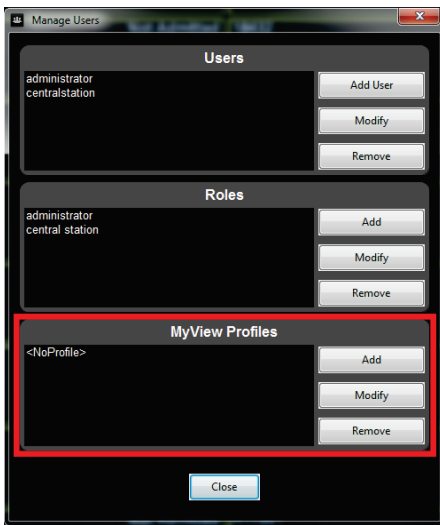 Manage Users
Users
administrator
centralstation
Add User
Modify
Remove
Roles
administrator
central station
Add
Modify
Remove
MyView Profiles
<NoProfile>
Add
Modify
Remove
Close